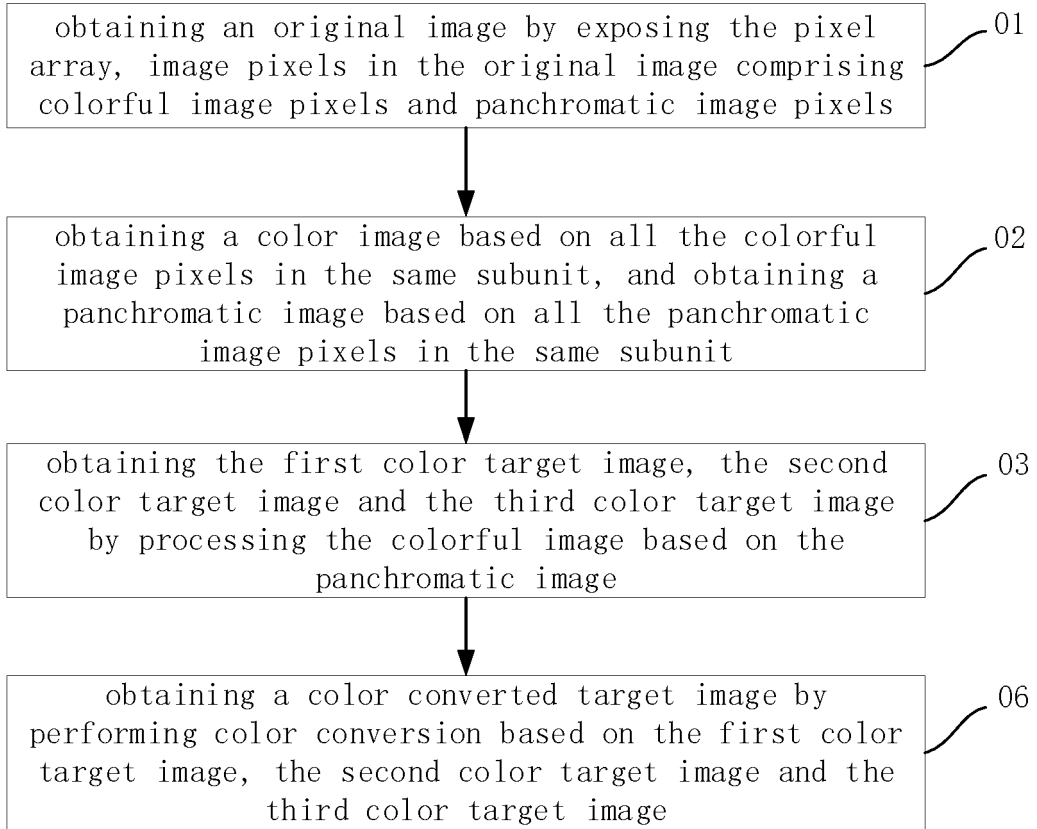 obtaining an original image by exposing the pixel
array, image pixels in the original image comprising
colorful image pixels and panchromatic image pixels
01
obtaining a color image based on all the colorful
image pixels in the same subunit, and obtaining a
panchromatic image based on all the panchromatic
image pixels in the same subunit
02
obtaining the first color target image, the second
color target image and the third color target image
by processing the colorful image based on the
panchromatic image
03
obtaining a color converted target image by
performing color conversion based on the first color
target image, the second color target image and the
third color target image
06